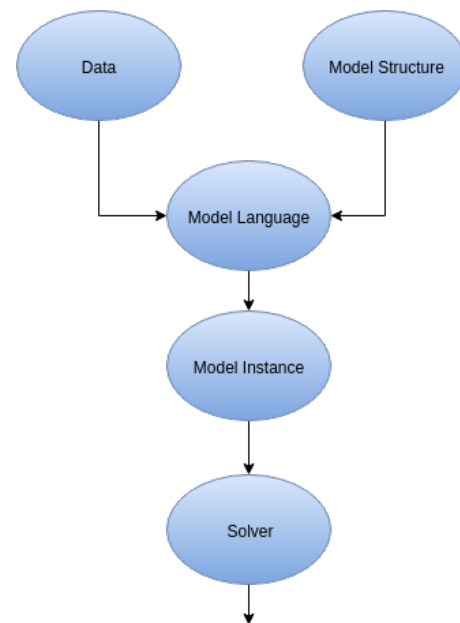 Data
Model Structure
Model Language
Model Instance
Solver